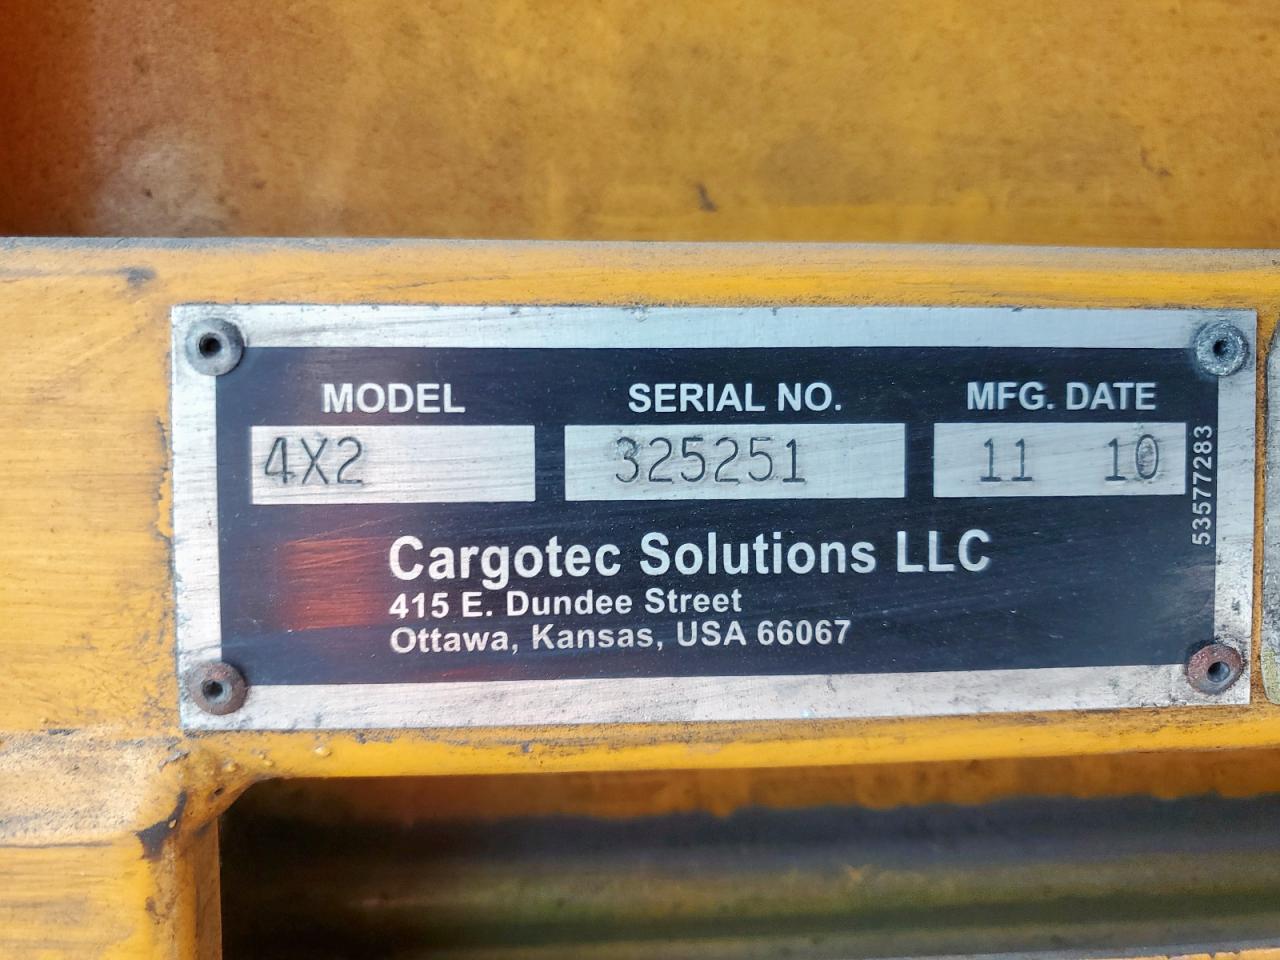 MODEL SERIAL NO. MFG. DATE
4X2 325251 11 10
53577283
Cargotec Solutions LLC
415 E. Dundee Street
Ottawa, Kansas, USA 66067